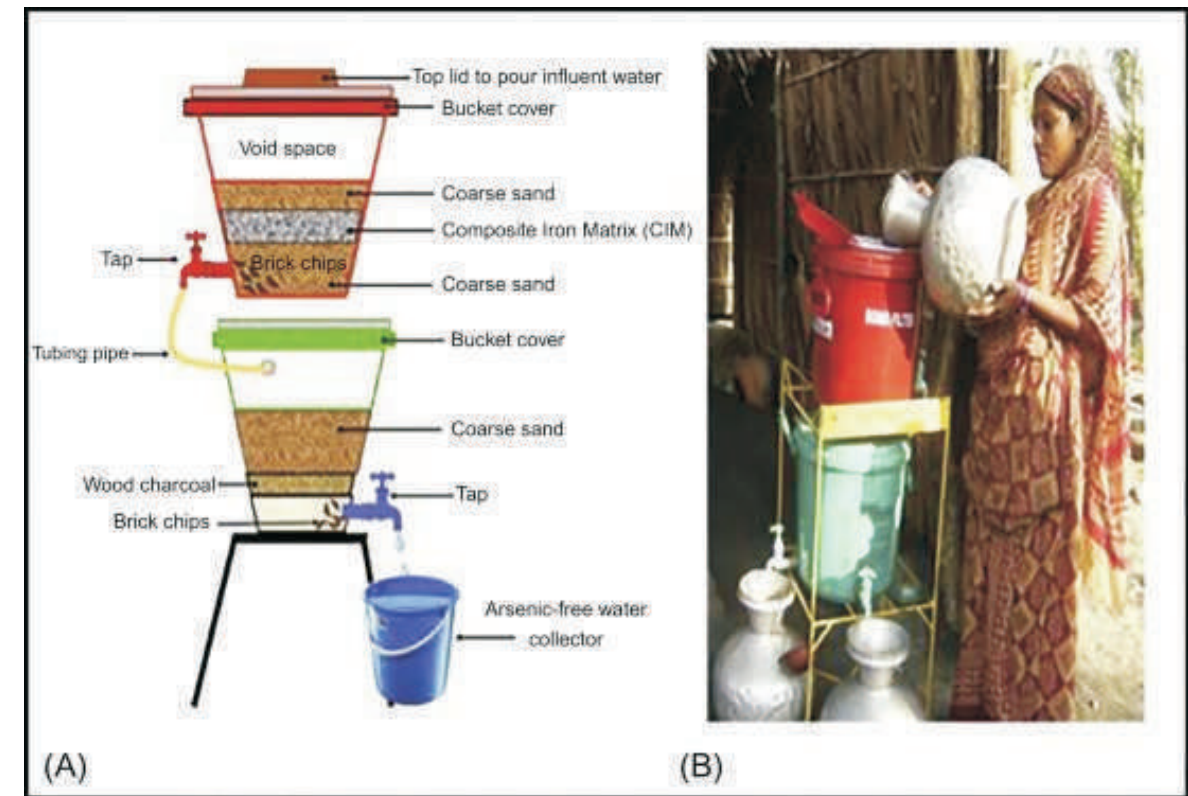 Top lid to pour influent water
Bucket cover
Void space
Coarse sand
Composite Iron Matrix (CIM)
Tap
Brick chips
Coarse sand
Bucket cover
Tubing pipe
Coarse sand
Wood charcoal
Tap
Brick chips
Arsenic-free water
collector
(A)
(B)